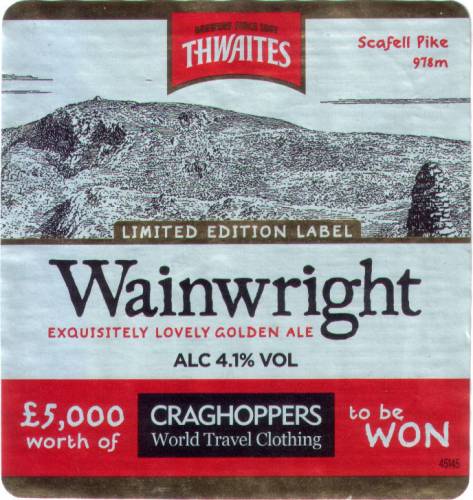 BREWERS SINCE 1807
THWAITES
Scafell Pike
978m
LIMITED EDITION LABEL
Wainwright
EXQUISITELY LOVELY GOLDEN ALE
ALC 4.1% VOL
£5,000
worth of
CRAGHOPPERS
World Travel Clothing
to be
WON
45145